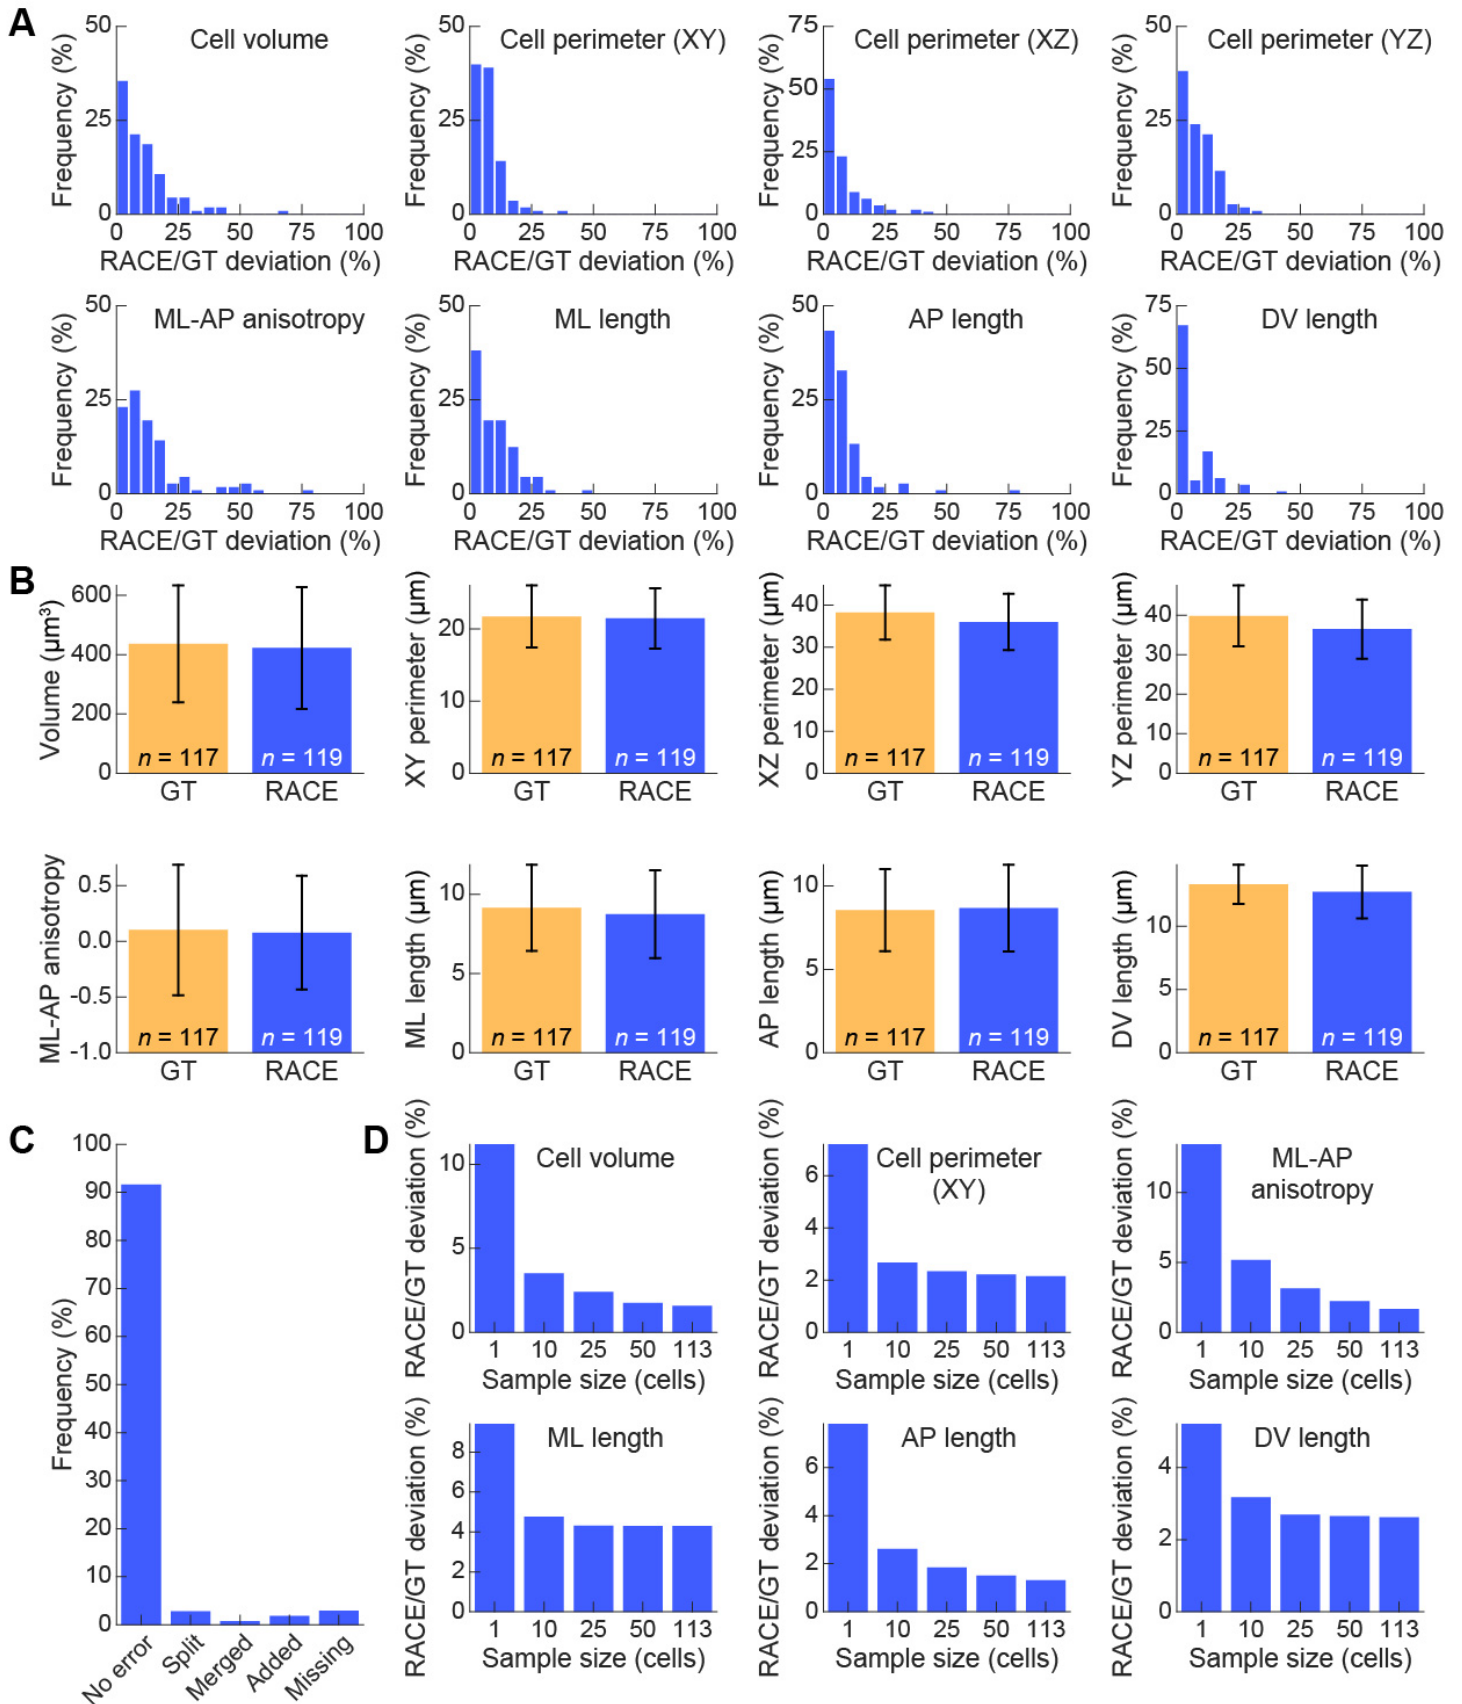 A
Cell volume
Frequency (%)
50
25
0
0 25 50 75 100
RACE/GT deviation (%)
Cell perimeter (XY)
Frequency (%)
50
25
0
0 25 50 75 100
RACE/GT deviation (%)
Cell perimeter (XZ)
Frequency (%)
75
50
25
0
0 25 50 75 100
RACE/GT deviation (%)
Cell perimeter (YZ)
Frequency (%)
50
25
0
0 25 50 75 100
RACE/GT deviation (%)
ML-AP anisotropy
Frequency (%)
50
25
0
0 25 50 75 100
RACE/GT deviation (%)
ML length
Frequency (%)
50
25
0
0 25 50 75 100
RACE/GT deviation (%)
AP length
Frequency (%)
50
25
0
0 25 50 75 100
RACE/GT deviation (%)
DV length
Frequency (%)
75
50
25
0
0 25 50 75 100
RACE/GT deviation (%)
B
Volume (µm³)
600
400
200
0
n = 117 n = 119
GT RACE
XY perimeter (µm)
20
10
0
n = 117 n = 119
GT RACE
XZ perimeter (µm)
40
30
20
10
0
n = 117 n = 119
GT RACE
YZ perimeter (µm)
40
30
20
10
0
n = 117 n = 119
GT RACE
ML-AP anisotropy
0.5
0.0
-0.5
-1.0
n = 117 n = 119
GT RACE
ML length (µm)
10
5
0
n = 117 n = 119
GT RACE
AP length (µm)
10
5
0
n = 117 n = 119
GT RACE
DV length (µm)
10
5
0
n = 117 n = 119
GT RACE
C
Frequency (%)
100
90
80
70
60
50
40
30
20
10
0
No error
Split
Merged
Added
Missing
D
Cell volume
RACE/GT deviation (%)
10
5
0
1 10 25 50 113
Sample size (cells)
Cell perimeter
(XY)
RACE/GT deviation (%)
6
4
2
0
1 10 25 50 113
Sample size (cells)
ML-AP
anisotropy
RACE/GT deviation (%)
10
5
0
1 10 25 50 113
Sample size (cells)
ML length
RACE/GT deviation (%)
8
6
4
2
0
1 10 25 50 113
Sample size (cells)
AP length
RACE/GT deviation (%)
6
4
2
0
1 10 25 50 113
Sample size (cells)
DV length
RACE/GT deviation (%)
4
2
0
1 10 25 50 113
Sample size (cells)